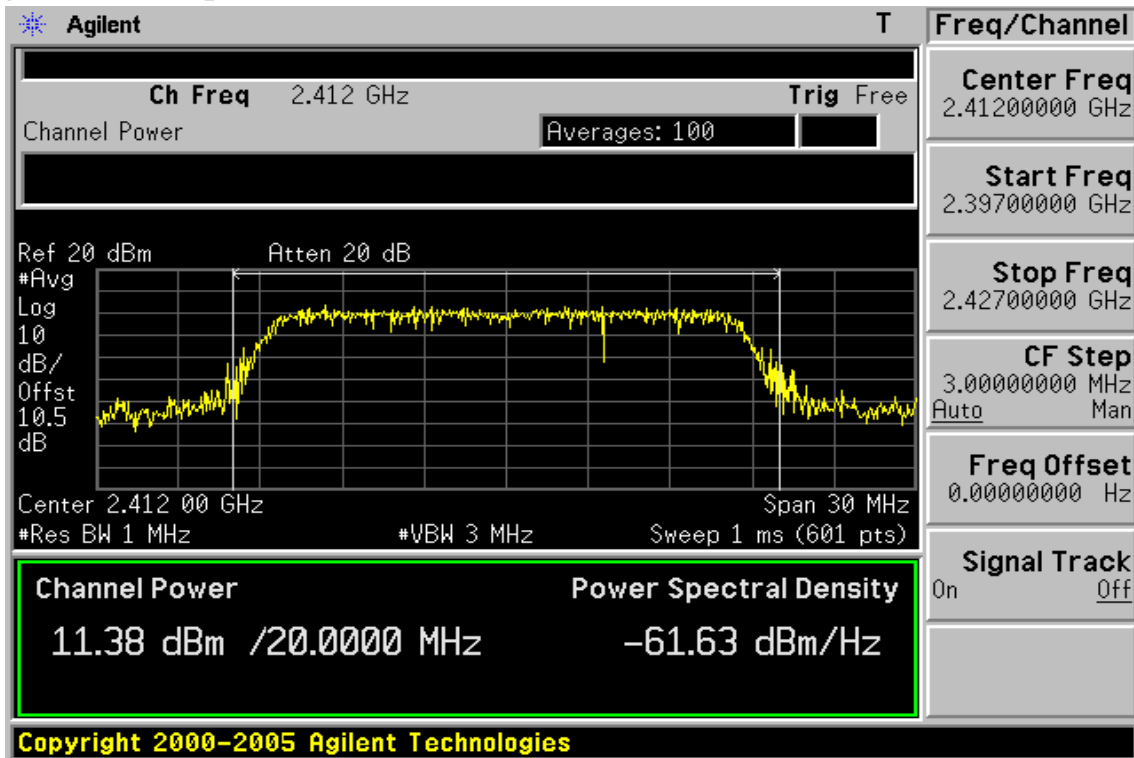 Agilent T
Ch Freq 2.412 GHz Trig Free
Channel Power Averages: 100
Ref 20 dBm Atten 20 dB
#Avg
Log
10
dB/
Offst
10.5
dB
Center 2.412 00 GHz Span 30 MHz
#Res BW 1 MHz #VBW 3 MHz Sweep 1 ms (601 pts)
Channel Power Power Spectral Density
11.38 dBm /20.0000 MHz -61.63 dBm/Hz
Copyright 2000-2005 Agilent Technologies
Freq/Channel
Center Freq
2.41200000 GHz
Start Freq
2.39700000 GHz
Stop Freq
2.42700000 GHz
CF Step
3.00000000 MHz
Auto Man
Freq Offset
0.00000000 Hz
Signal Track
On Off